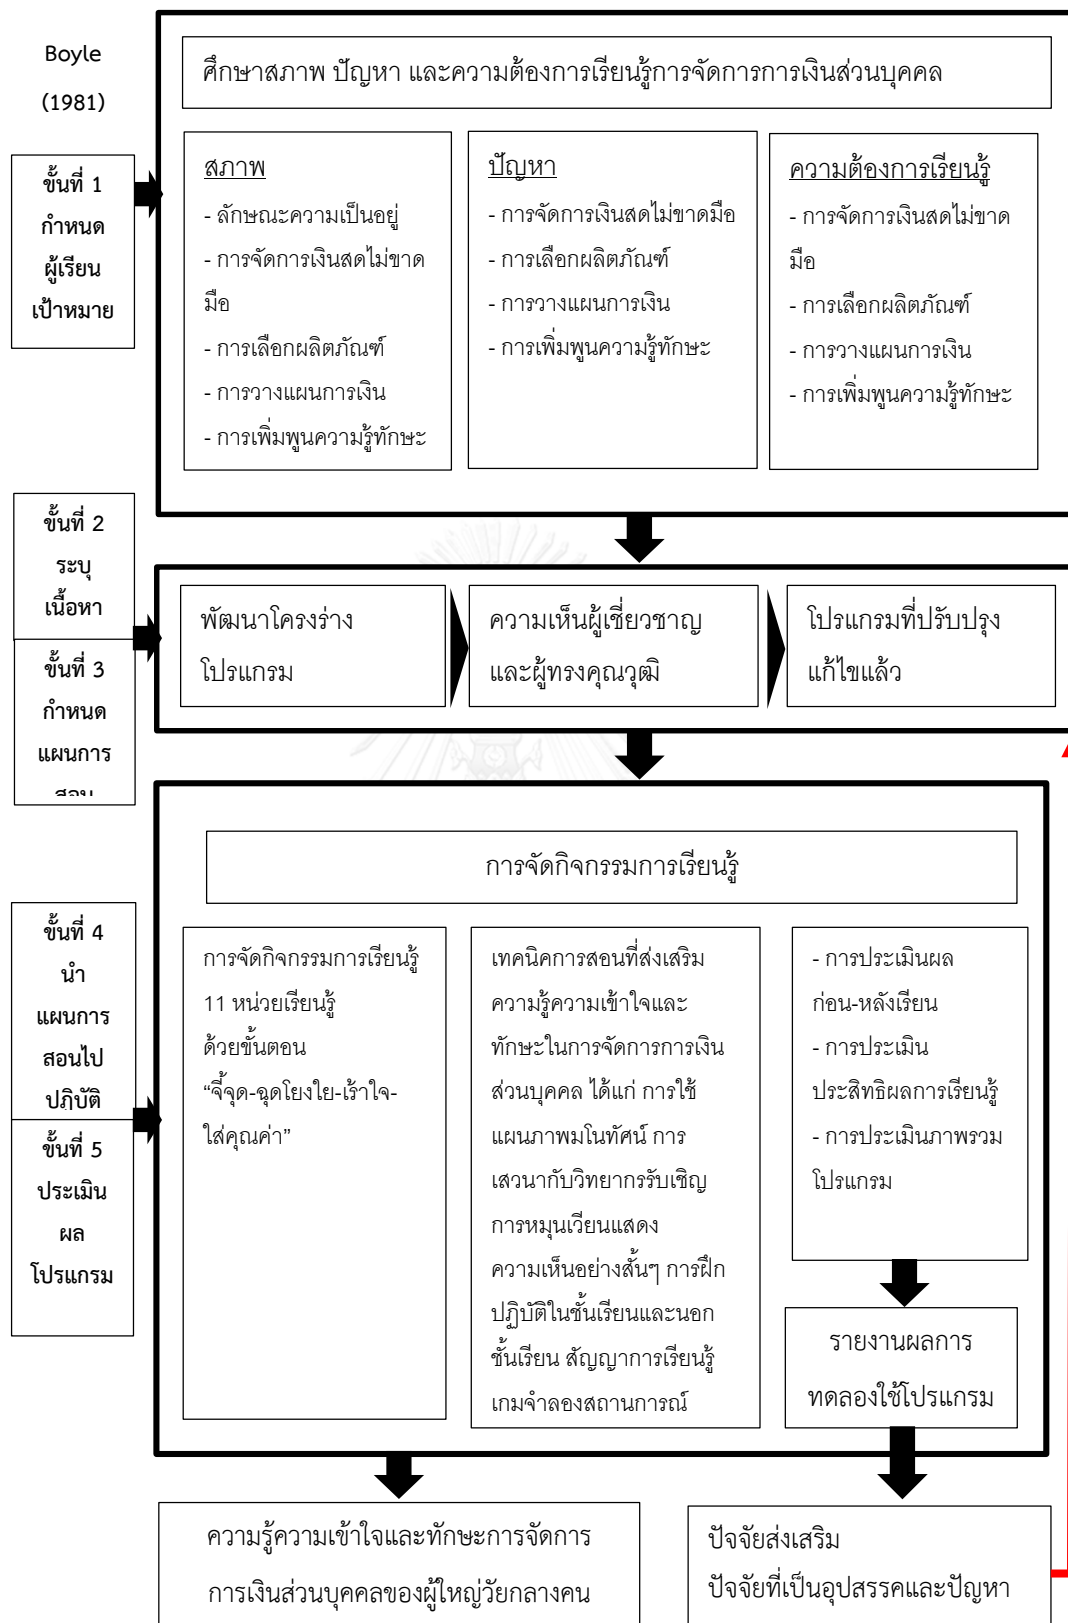 Boyle
(1981)
ศึกษาสภาพ ปัญหา และความต้องการเรียนรู้การจัดการการเงินส่วนบุคคล
ขั้นที่ 1
กำหนด
ผู้เรียน
เป้าหมาย
สภาพ
- ลักษณะความเป็นอยู่
- การจัดการเงินสดไม่ขาด
มือ
- การเลือกผลิตภัณฑ์
- การวางแผนการเงิน
- การเพิ่มพูนความรู้ทักษะ
ปัญหา
- การจัดการเงินสดไม่ขาดมือ
- การเลือกผลิตภัณฑ์
- การวางแผนการเงิน
- การเพิ่มพูนความรู้ทักษะ
ความต้องการเรียนรู้
- การจัดการเงินสดไม่ขาด
มือ
- การเลือกผลิตภัณฑ์
- การวางแผนการเงิน
- การเพิ่มพูนความรู้ทักษะ
ขั้นที่ 2
ระบุ
เนื้อหา
ขั้นที่ 3
กำหนด
แผนการ
สอน
พัฒนาโครงร่าง
โปรแกรม
ความเห็นผู้เชี่ยวชาญ
และผู้ทรงคุณวุฒิ
โปรแกรมที่ปรับปรุง
แก้ไขแล้ว
การจัดกิจกรรมการเรียนรู้
ขั้นที่ 4
นำ
แผนการ
สอนไป
ปฏิบัติ
ขั้นที่ 5
ประเมิน
ผล
โปรแกรม
การจัดกิจกรรมการเรียนรู้
11 หน่วยเรียนรู้
ด้วยขั้นตอน
“จี้จุด-ฉุดโยงใย-เร้าใจ-
ใส่คุณค่า”
เทคนิคการสอนที่ส่งเสริม
ความรู้ความเข้าใจและ
ทักษะในการจัดการการเงิน
ส่วนบุคคล ได้แก่ การใช้
แผนภาพมโนทัศน์ การ
เสวนากับวิทยากรรับเชิญ
การหมุนเวียนแสดง
ความเห็นอย่างสั้นๆ การฝึก
ปฏิบัติในชั้นเรียนและนอก
ชั้นเรียน สัญญาการเรียนรู้
เกมจำลองสถานการณ์
- การประเมินผล
ก่อน-หลังเรียน
- การประเมิน
ประสิทธิผลการเรียนรู้
- การประเมินภาพรวม
โปรแกรม
รายงานผลการ
ทดลองใช้โปรแกรม
ความรู้ความเข้าใจและทักษะการจัดการ
การเงินส่วนบุคคลของผู้ใหญ่วัยกลางคน
ปัจจัยส่งเสริม
ปัจจัยที่เป็นอุปสรรคและปัญหา